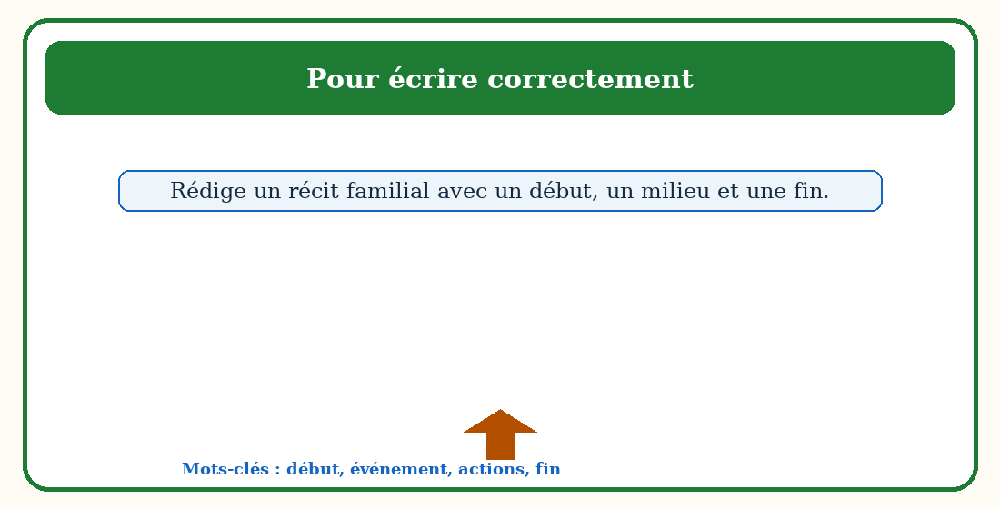 Pour écrire correctement
Rédige un récit familial avec un début, un milieu et une fin.
Mots-clés : début, événement, actions, fin